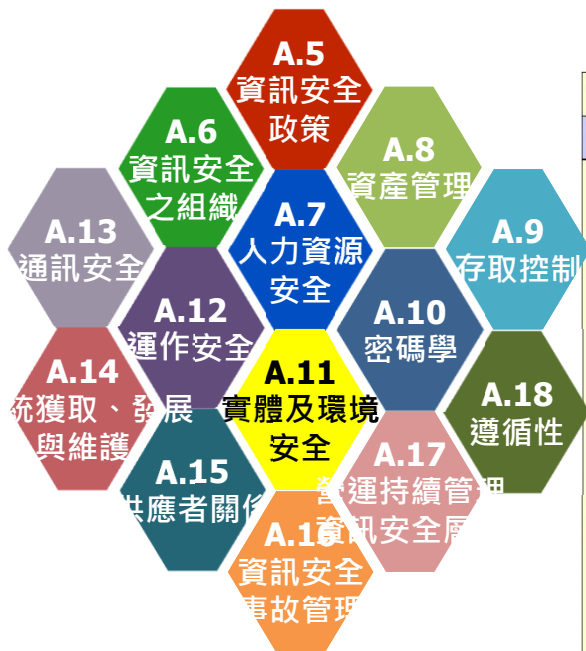 A.5
資訊安全
政策
A.6
資訊安全
之組織
A.8
資產管理
A.13
通訊安全
A.7
人力資源
安全
A.9
存取控制
A.12
運作安全
A.10
密碼學
A.14
統獲取、發展
與維護
A.11
實體及環境
安全
A.18
遵循性
A.15
供應者關係
A.17
營運持續管理
資訊安全層
A.16
資訊安全
事故管理